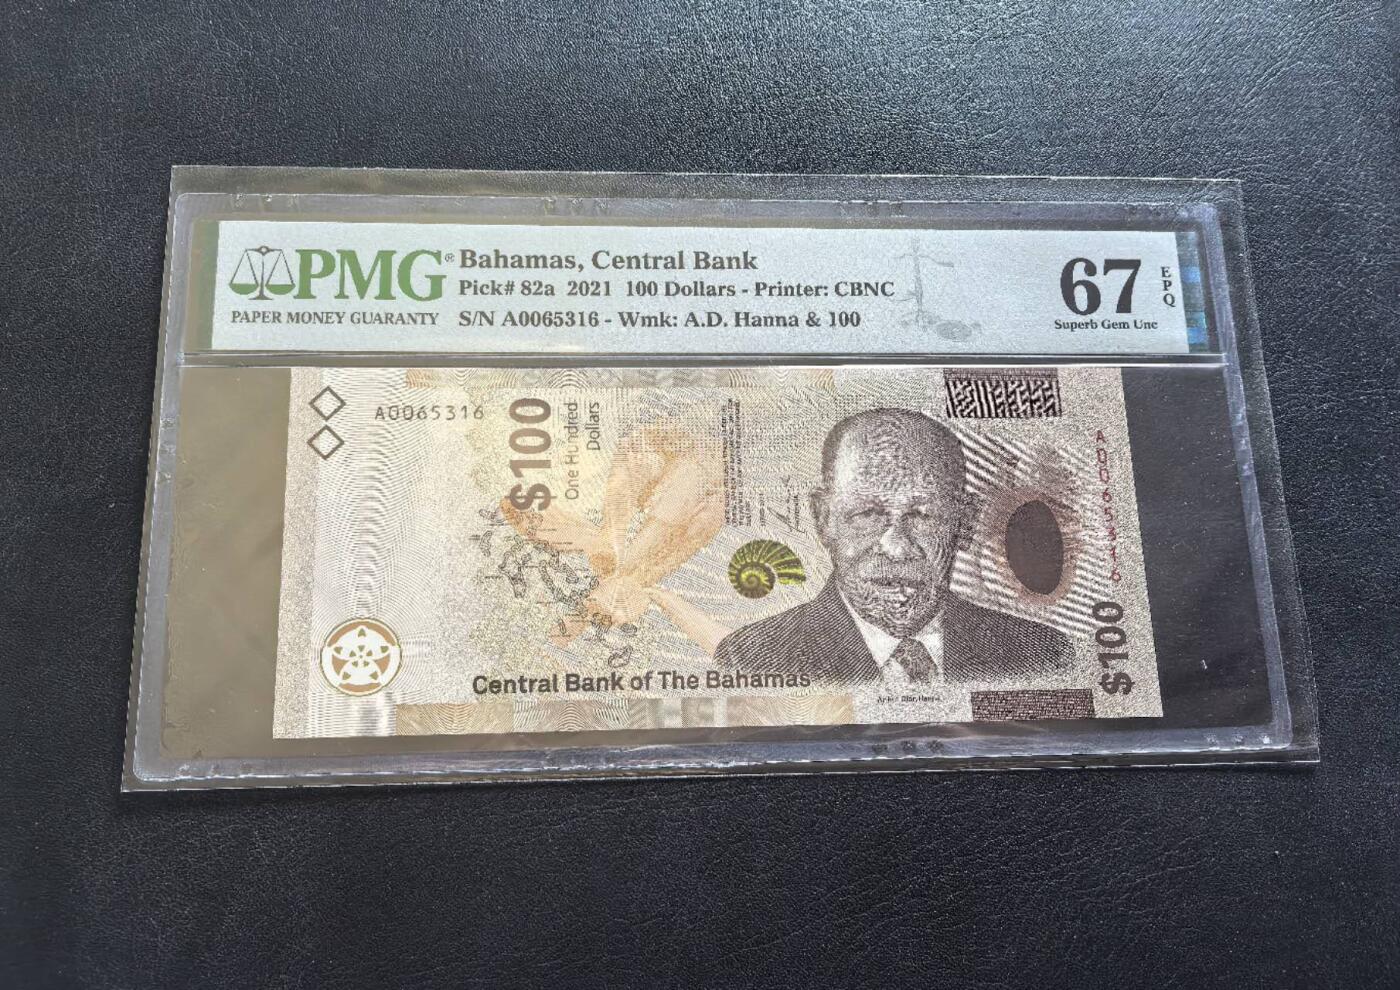 PMG®
PAPER MONEY GUARANTY
Bahamas, Central Bank
Pick# 82a 2021 100 Dollars - Printer: CBNC
S/N A0065316 - Wmk: A.D. Hanna & 100
67
EPQ
Superb Gem Unc
A0065316
$100
One Hundred
Dollars
A0065316
$100
Central Bank of The Bahamas